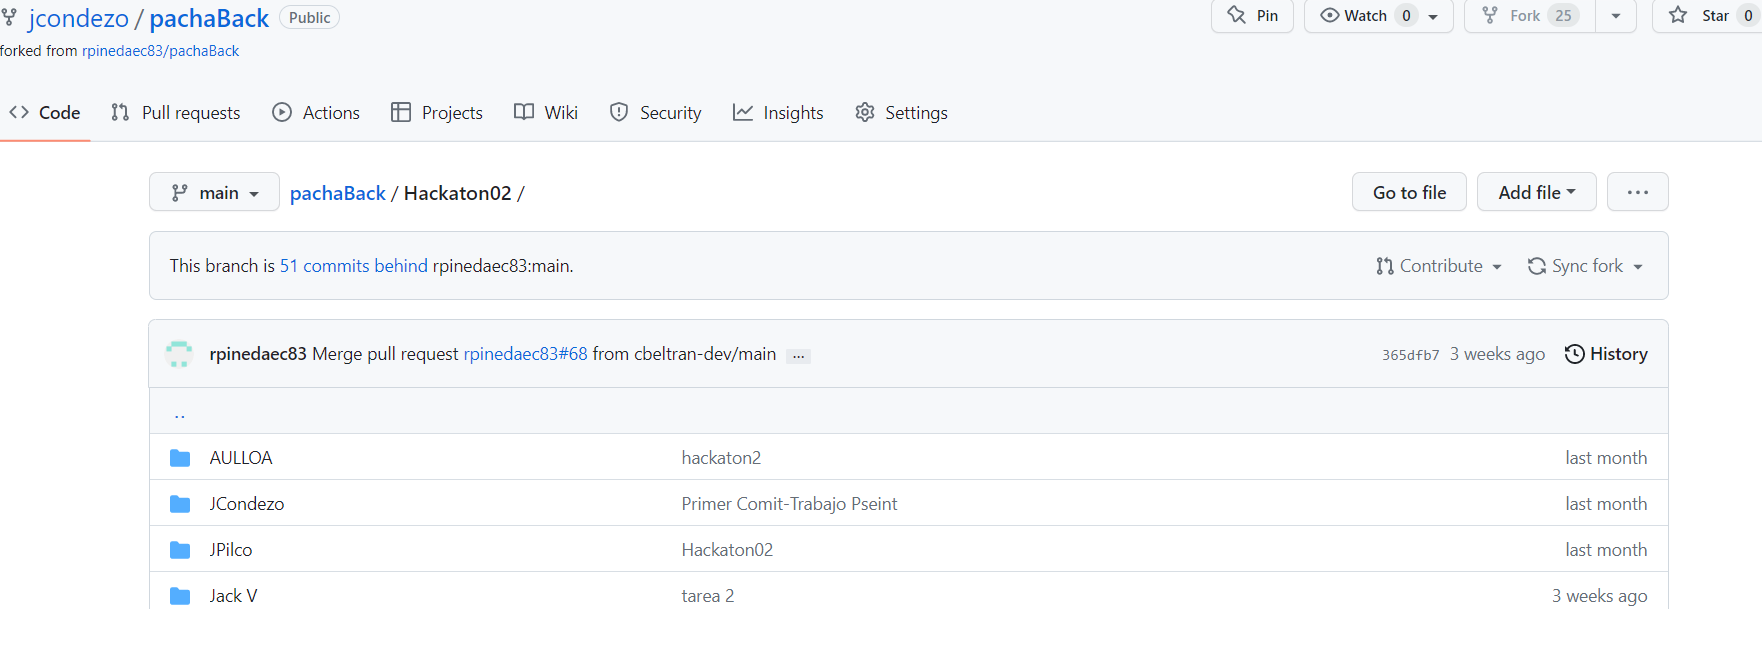 jcondezo / pachaBack Public Pin Watch 0 Fork 25 Star 0
forked from rpinedaec83/pachaBack
Code Pull requests Actions Projects Wiki Security Insights Settings
main pachaBack / Hackaton02 / Go to file Add file ...
This branch is 51 commits behind rpinedaec83:main. Contribute Sync fork
rpinedaec83 Merge pull request rpinedaec83#68 from cbeltran-dev/main ... 365dfb7 3 weeks ago History
..
AULLOA hackaton2 last month
JCondezo Primer Comit-Trabajo Pseint last month
JPilco Hackaton02 last month
Jack V tarea 2 3 weeks ago